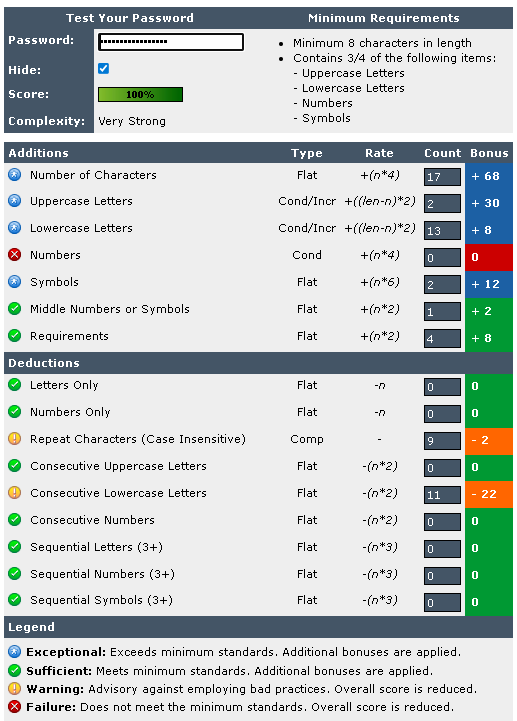 Test Your Password Minimum Requirements
Password: ••••••••••••••••• • Minimum 8 characters in length
• Contains 3/4 of the following items:
Hide: - Uppercase Letters
- Lowercase Letters
Score: 100% - Numbers
- Symbols
Complexity: Very Strong
Additions Type Rate Count Bonus
Number of Characters Flat +(n*4) 17 + 68
Uppercase Letters Cond/Incr +((len-n)*2) 2 + 30
Lowercase Letters Cond/Incr +((len-n)*2) 13 + 8
Numbers Cond +(n*4) 0 0
Symbols Flat +(n*6) 2 + 12
Middle Numbers or Symbols Flat +(n*2) 1 + 2
Requirements Flat +(n*2) 4 + 8
Deductions
Letters Only Flat -n 0 0
Numbers Only Flat -n 0 0
Repeat Characters (Case Insensitive) Comp - 9 - 2
Consecutive Uppercase Letters Flat -(n*2) 0 0
Consecutive Lowercase Letters Flat -(n*2) 11 - 22
Consecutive Numbers Flat -(n*2) 0 0
Sequential Letters (3+) Flat -(n*3) 0 0
Sequential Numbers (3+) Flat -(n*3) 0 0
Sequential Symbols (3+) Flat -(n*3) 0 0
Legend
Exceptional: Exceeds minimum standards. Additional bonuses are applied.
Sufficient: Meets minimum standards. Additional bonuses are applied.
Warning: Advisory against employing bad practices. Overall score is reduced.
Failure: Does not meet the minimum standards. Overall score is reduced.